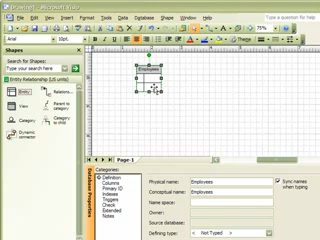 Drawing1 - Microsoft Visio
File Edit View Insert Format Tools Data Database Shape Window Help
Type a question for help
Arial 10pt. 75%
Shapes
Search for Shapes:
Type your search here
Entity Relationship (US units)
Entity
Relations...
View
Parent to category
Category
Category to child
Dynamic connector
Employees
Page-1
Database Properties
Categories:
Definition
Columns
Primary ID
Indexes
Triggers
Check
Extended
Notes
Physical name: Employees
Sync names when typing
Conceptual name: Employees
Name space:
Owner:
Source database:
Defining type: < Not Typed >